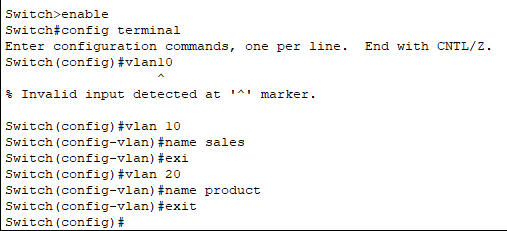 Switch>enable
Switch#config terminal
Enter configuration commands, one per line.  End with CNTL/Z.
Switch(config)#vlan10
                   ^
% Invalid input detected at '^' marker.

Switch(config)#vlan 10
Switch(config-vlan)#name sales
Switch(config-vlan)#exi
Switch(config)#vlan 20
Switch(config-vlan)#name product
Switch(config-vlan)#exit
Switch(config)#